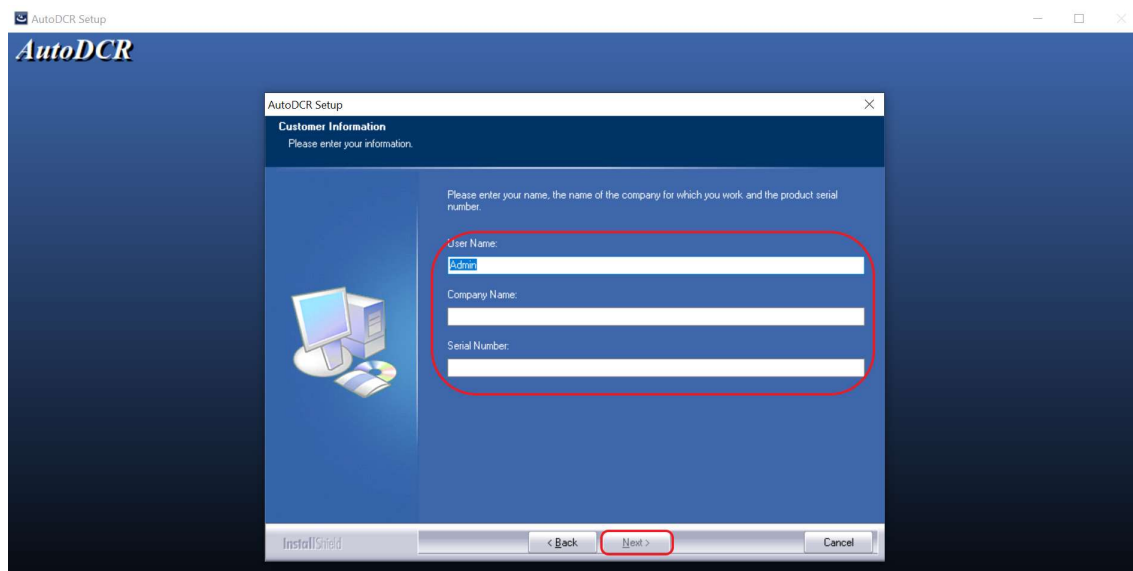 AutoDCR Setup
AutoDCR
AutoDCR Setup
Customer Information
Please enter your information.
Please enter your name, the name of the company for which you work and the product serial
number.
User Name:
Admin
Company Name:
Serial Number:
InstallShield
< Back
Next >
Cancel